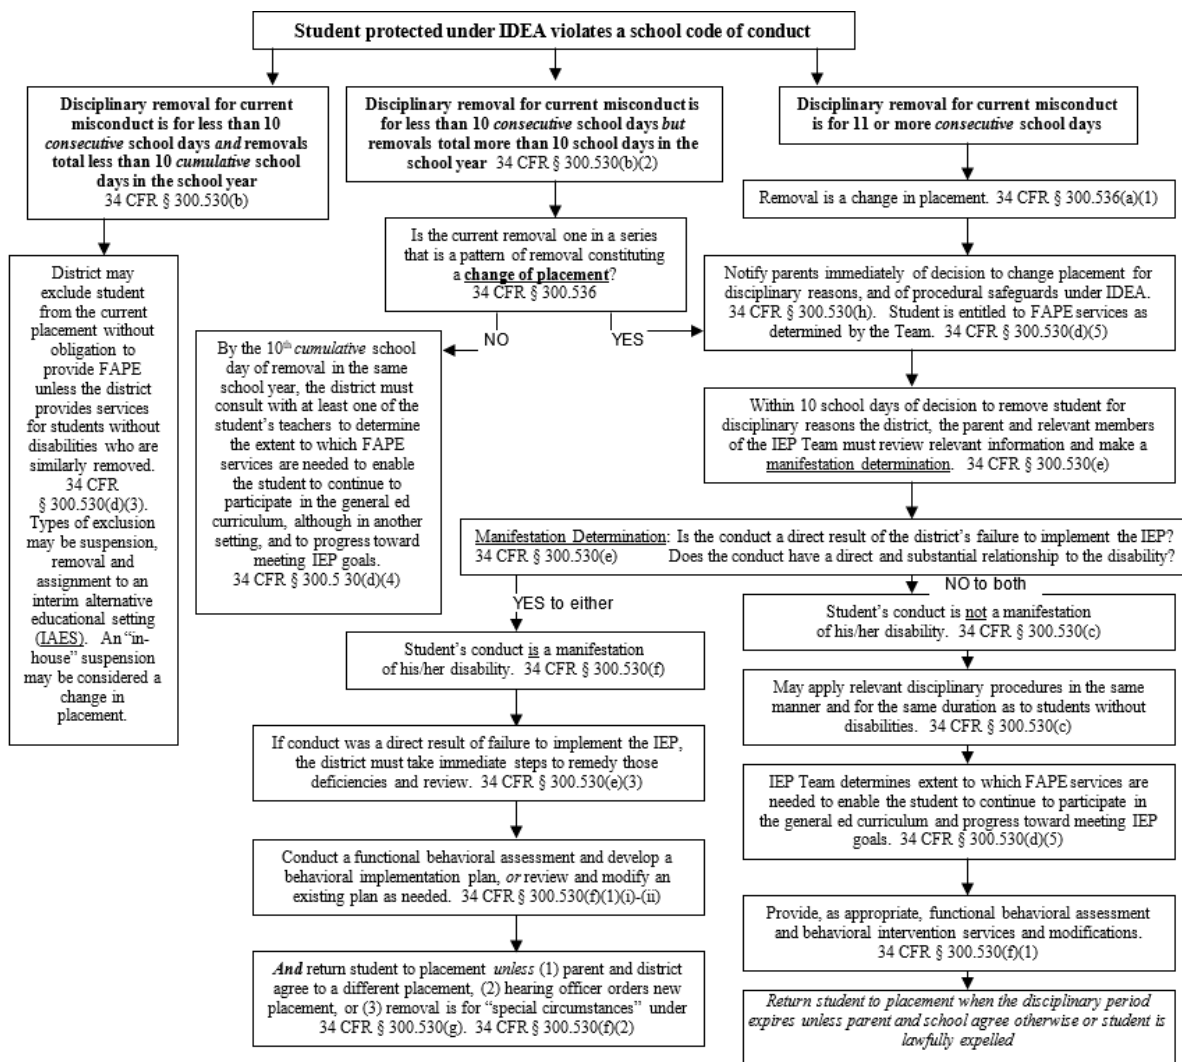 Student protected under IDEA violates a school code of conduct
Disciplinary removal for current
misconduct is for less than 10
consecutive school days and removals
total less than 10 cumulative school
days in the school year
34 CFR § 300.530(b)
Disciplinary removal for current misconduct is
for less than 10 consecutive school days but
removals total more than 10 school days in the
school year 34 CFR § 300.530(b)(2)
Disciplinary removal for current misconduct
is for 11 or more consecutive school days
Removal is a change in placement. 34 CFR § 300.536(a)(1)
Is the current removal one in a series
that is a pattern of removal constituting
a change of placement?
34 CFR § 300.536
NO
YES
Notify parents immediately of decision to change placement for
disciplinary reasons, and of procedural safeguards under IDEA.
34 CFR § 300.530(h). Student is entitled to FAPE services as
determined by the Team. 34 CFR § 300.530(d)(5)
District may
exclude student
from the current
placement without
obligation to
provide FAPE
unless the district
provides services
for students without
disabilities who are
similarly removed.
34 CFR
§ 300.530(d)(3).
Types of exclusion
may be suspension,
removal and
assignment to an
interim alternative
educational setting
(IAES). An “in-
house” suspension
may be considered a
change in
placement.
By the 10th cumulative school
day of removal in the same
school year, the district must
consult with at least one of the
student’s teachers to determine
the extent to which FAPE
services are needed to enable
the student to continue to
participate in the general ed
curriculum, although in another
setting, and to progress toward
meeting IEP goals.
34 CFR § 300.5 30(d)(4)
Within 10 school days of decision to remove student for
disciplinary reasons the district, the parent and relevant members
of the IEP Team must review relevant information and make a
manifestation determination. 34 CFR § 300.530(e)
Manifestation Determination: Is the conduct a direct result of the district’s failure to implement the IEP?
34 CFR § 300.530(e) Does the conduct have a direct and substantial relationship to the disability?
YES to either
NO to both
Student’s conduct is a manifestation
of his/her disability. 34 CFR § 300.530(f)
If conduct was a direct result of failure to implement the IEP,
the district must take immediate steps to remedy those
deficiencies and review. 34 CFR § 300.530(e)(3)
Conduct a functional behavioral assessment and develop a
behavioral implementation plan, or review and modify an
existing plan as needed. 34 CFR § 300.530(f)(1)(i)-(ii)
And return student to placement unless (1) parent and district
agree to a different placement, (2) hearing officer orders new
placement, or (3) removal is for “special circumstances” under
34 CFR § 300.530(g). 34 CFR § 300.530(f)(2)
Student’s conduct is not a manifestation
of his/her disability. 34 CFR § 300.530(c)
May apply relevant disciplinary procedures in the same
manner and for the same duration as to students without
disabilities. 34 CFR § 300.530(c)
IEP Team determines extent to which FAPE services are
needed to enable the student to continue to participate in
the general ed curriculum and progress toward meeting IEP
goals. 34 CFR § 300.530(d)(5)
Provide, as appropriate, functional behavioral assessment
and behavioral intervention services and modifications.
34 CFR § 300.530(f)(1)
Return student to placement when the disciplinary period
expires unless parent and school agree otherwise or student is
lawfully expelled